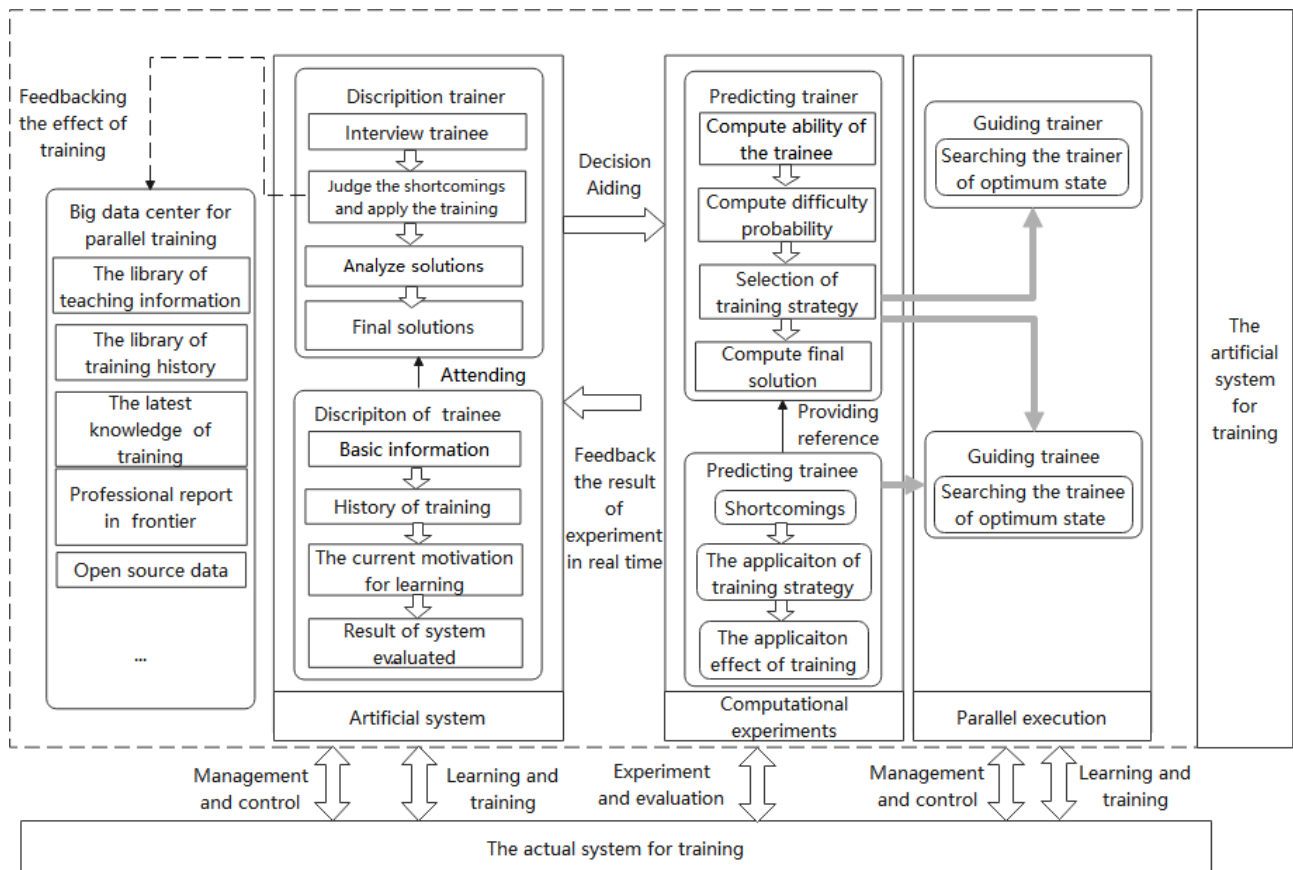 Feedbacking
the effect of
training
Big data center for
parallel training
The library of
teaching information
The library of
training history
The latest
knowledge of
training
Professional report
in frontier
Open source data
...
Discripition trainer
Interview trainee
Judge the shortcomings
and apply the training
Analyze solutions
Final solutions
Attending
Discripiton of trainee
Basic information
History of training
The current motivation
for learning
Result of system
evaluated
Artificial system
Decision
Aiding
Feedback
the result
of
experiment
in real time
Predicting trainer
Compute ability of
the trainee
Compute difficulty
probability
Selection of
training strategy
Compute final
solution
Providing
reference
Predicting trainee
Shortcomings
The applicaiton of
training strategy
The applicaiton
effect of training
Computational
experiments
Guiding trainer
Searching the trainer
of optimum state
Guiding trainee
Searching the trainee
of optimum state
Parallel execution
The
artificial
system
for
training
Management
and control
Learning and
training
Experiment
and evaluation
Management
and control
Learning and
training
The actual system for training